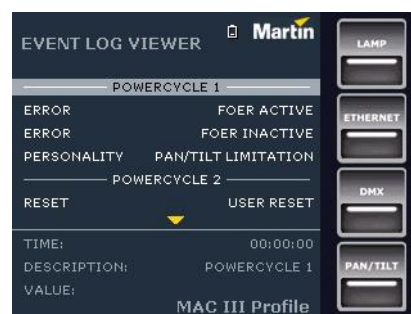 EVENT LOG VIEWER
Martin
POWERCYCLE 1
ERROR FOER ACTIVE
ERROR FOER INACTIVE
PERSONALITY PAN/TILT LIMITATION
POWERCYCLE 2
RESET USER RESET
TIME: 00:00:00
DESCRIPTION: POWERCYCLE 1
VALUE:
MAC III Profile
LAMP
ETHERNET
DMX
PAN/TILT